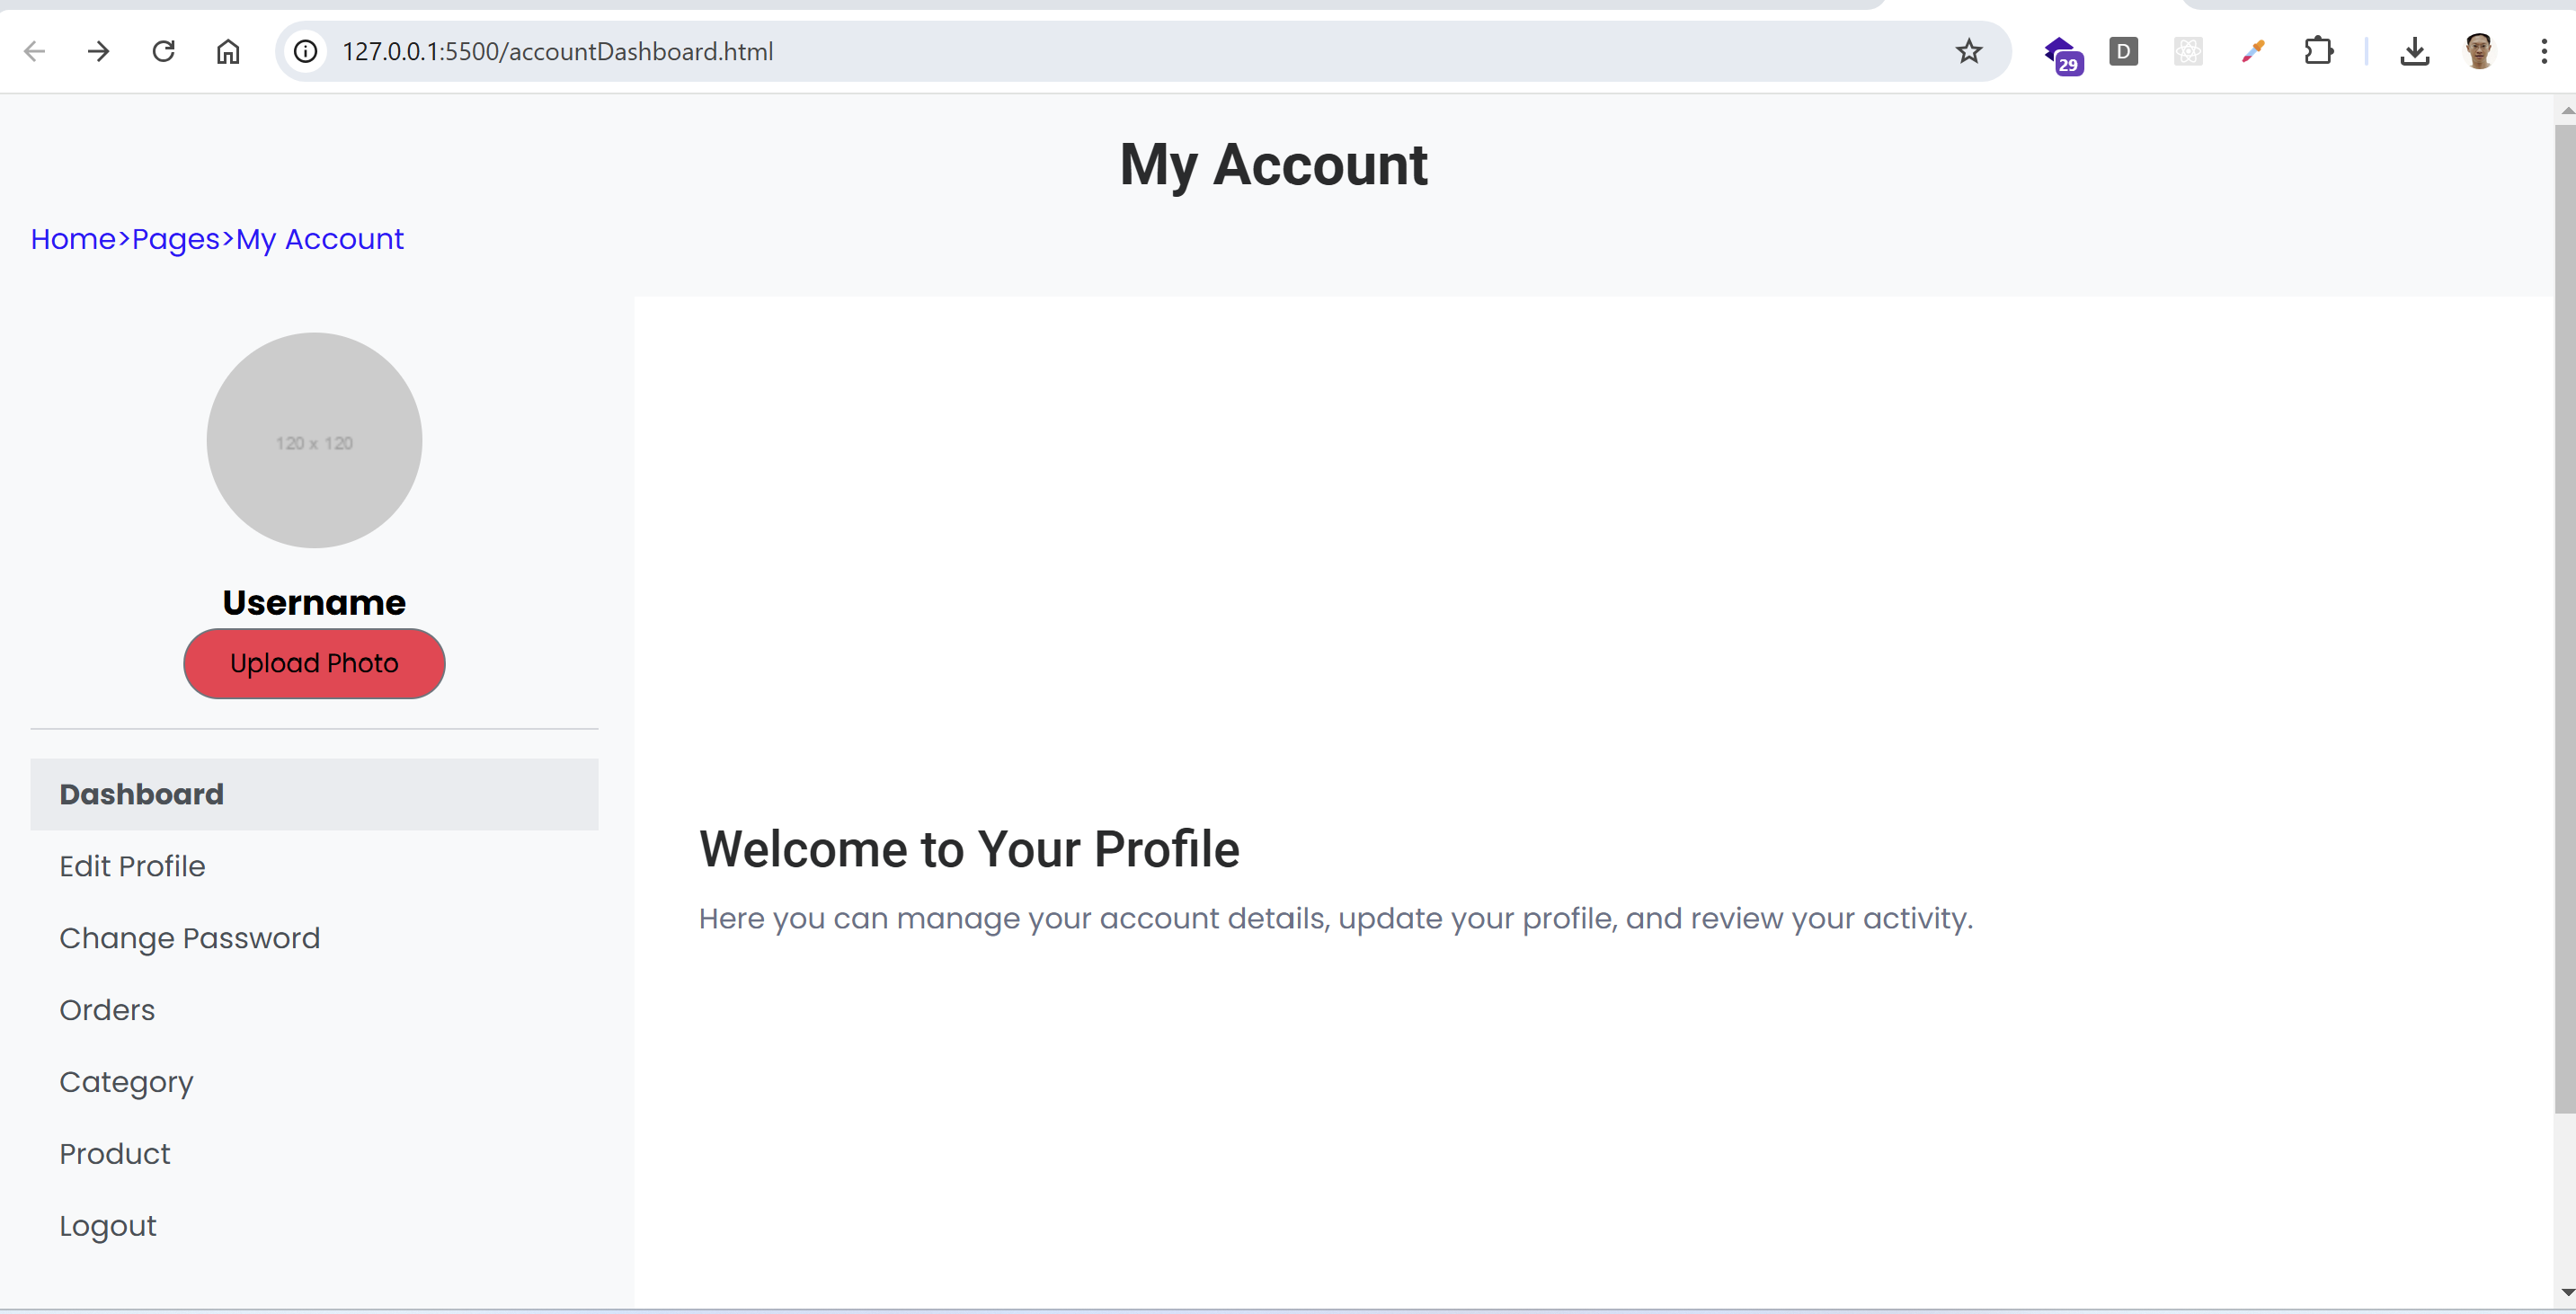 127.0.0.1:5500/accountDashboard.html
29
D
My Account
Home>Pages>My Account
120 x 120
Username
Upload Photo
Dashboard
Edit Profile
Change Password
Orders
Category
Product
Logout
Welcome to Your Profile
Here you can manage your account details, update your profile, and review your activity.